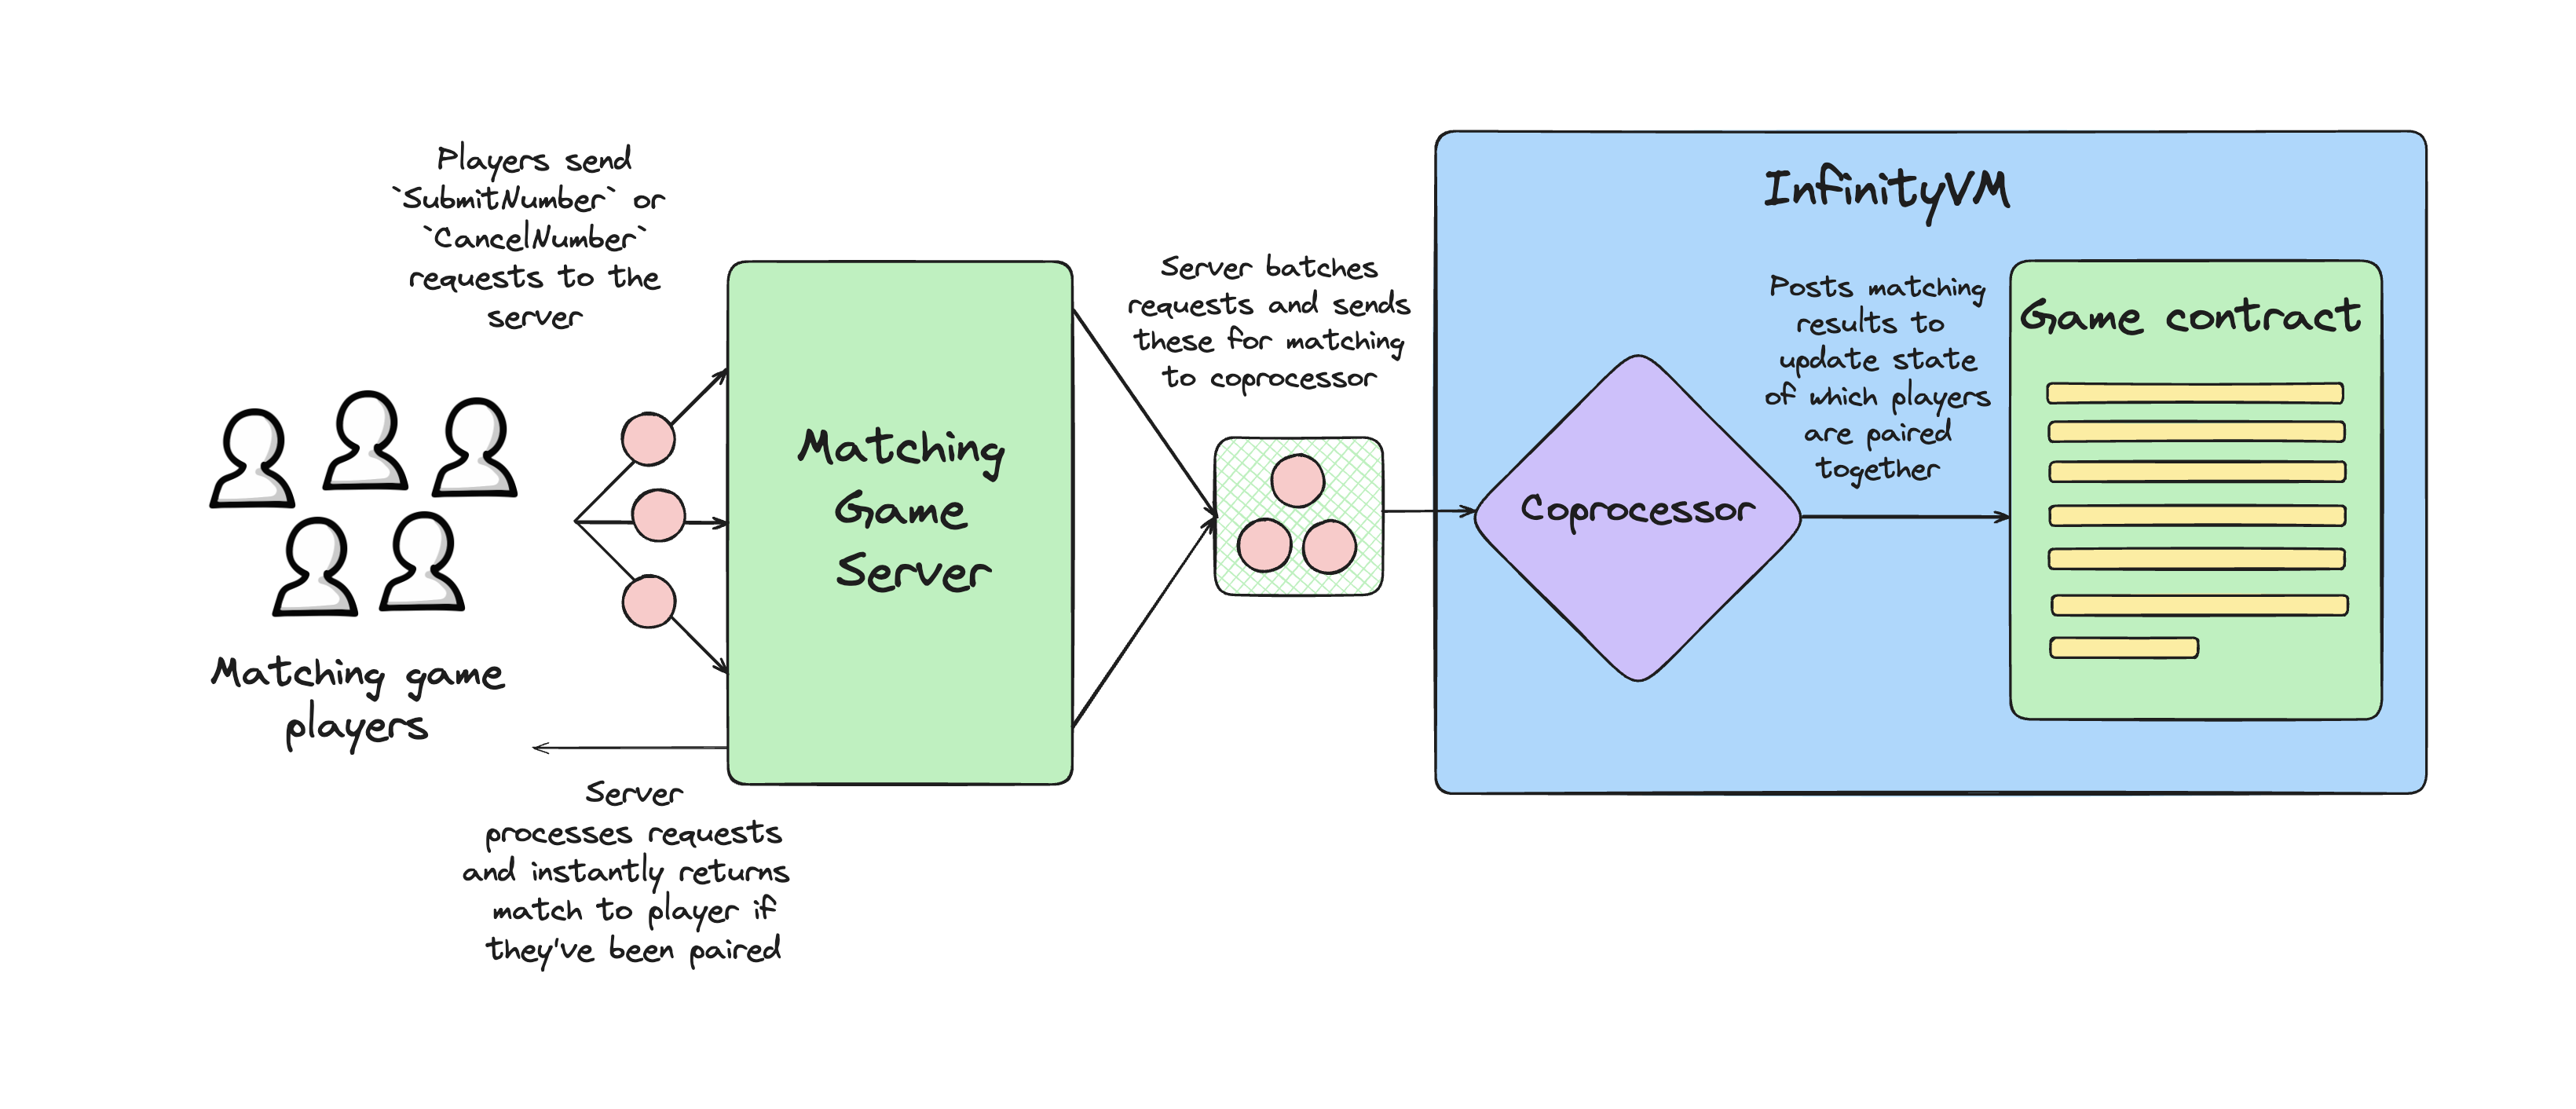 Players send
`SubmitNumber` or
`CancelNumber`
requests to the
server
Matching game
players
Matching
Game
Server
Server
processes requests
and instantly returns
match to player if
they've been paired
Server batches
requests and sends
these for matching
to coprocessor
InfinityVM
Coprocessor
Posts matching
results to
update state
of which players
are paired
together
Game contract